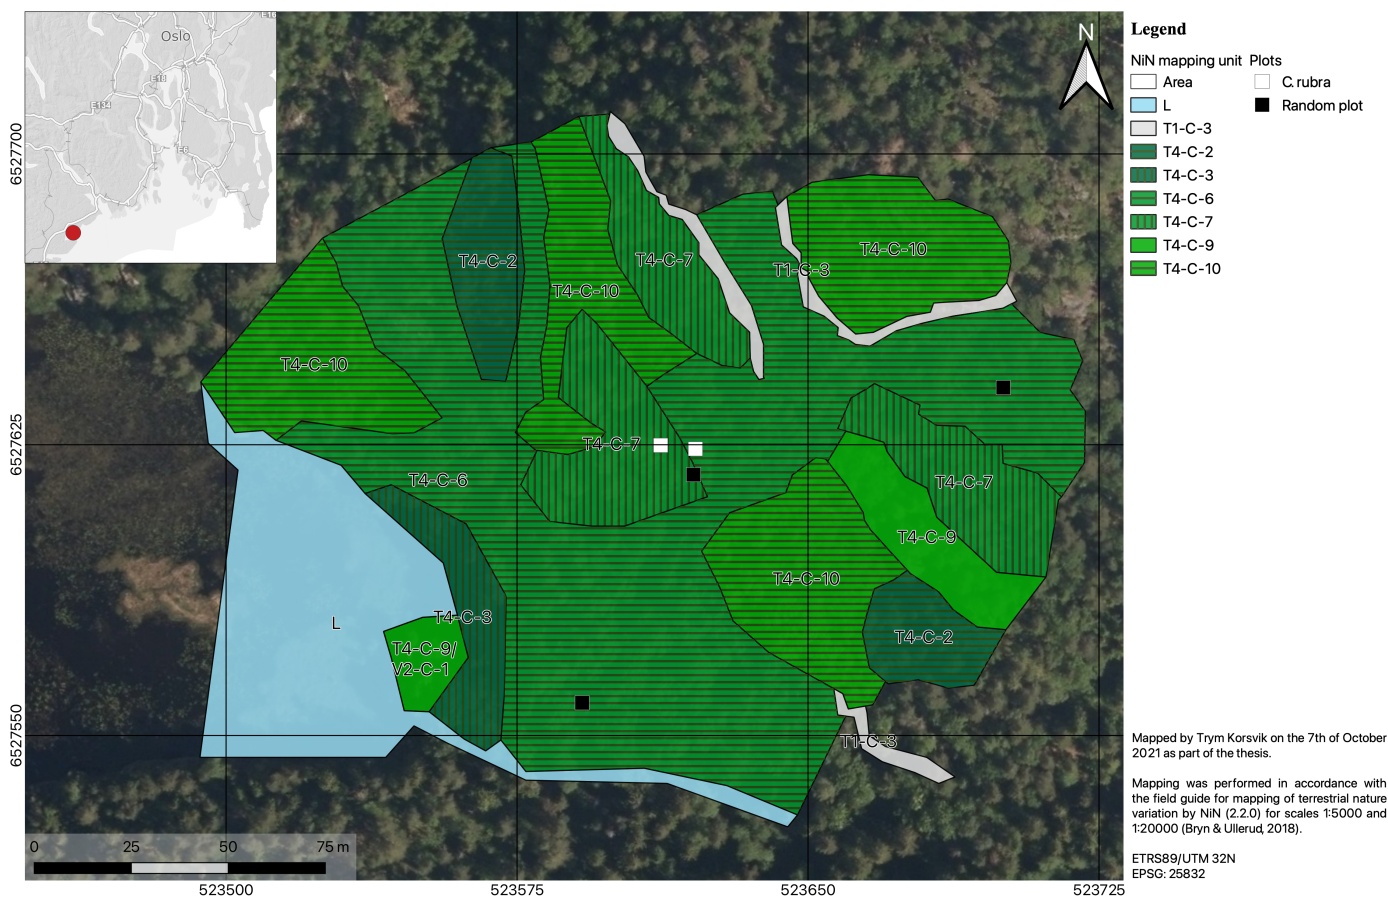 Oslo
E16
E18
E134
E6
N
T4-C-2
T4-C-7
T4-C-10
T1-C-3
T4-C-10
T4-C-10
T4-C-7
T4-C-6
T4-C-7
T4-C-9
T4-C-10
T4-C-3
L
T4-C-9/
V2-C-1
T4-C-2
T1-C-3
6527700
6527625
6527550
0 25 50 75 m
523500 523575 523650 523725
Legend
NiN mapping unit Plots
Area C. rubra
L Random plot
T1-C-3
T4-C-2
T4-C-3
T4-C-6
T4-C-7
T4-C-9
T4-C-10
Mapped by Trym Korsvik on the 7th of October
2021 as part of the thesis.
Mapping was performed in accordance with
the field guide for mapping of terrestrial nature
variation by NiN (2.2.0) for scales 1:5000 and
1:20000 (Bryn & Ullerud, 2018).
ETRS89/UTM 32N
EPSG: 25832